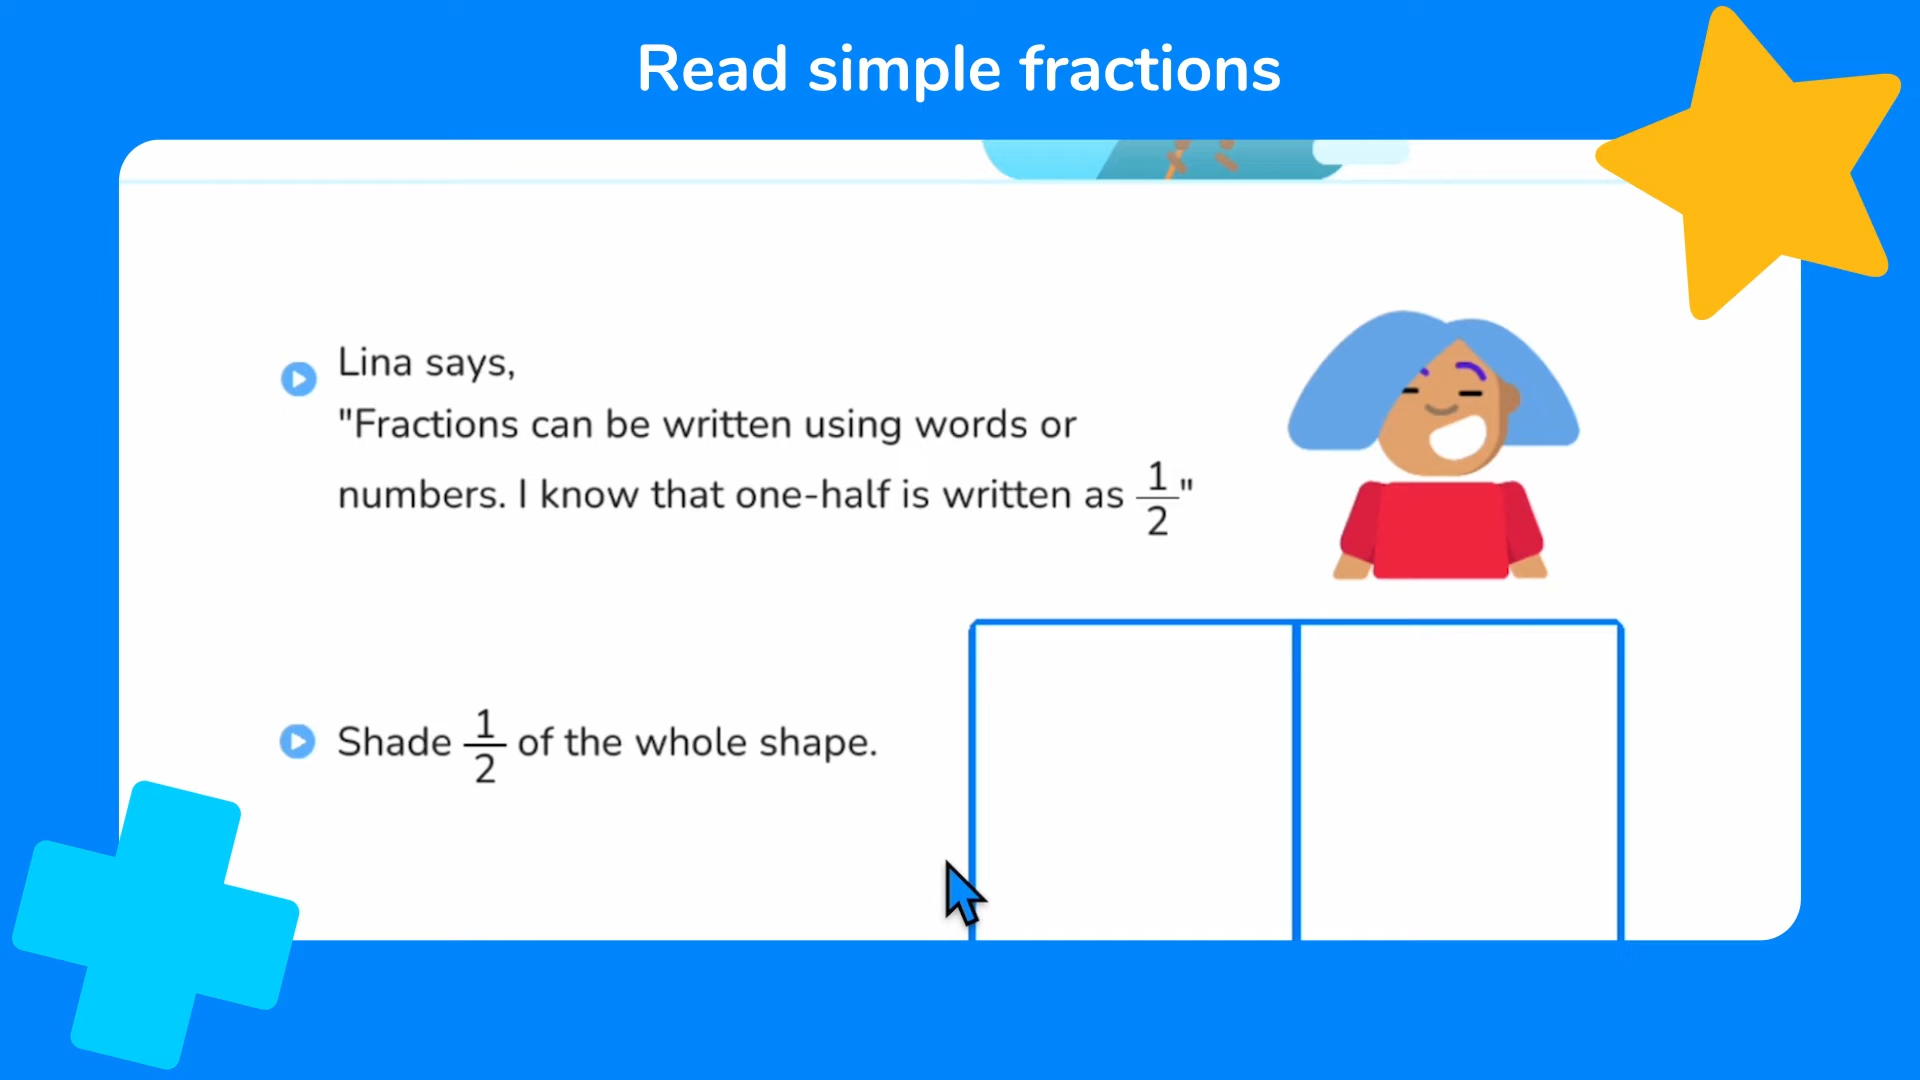 Read simple fractions
Lina says,
"Fractions can be written using words or
numbers. I know that one-half is written as 1/2"
Shade 1/2 of the whole shape.